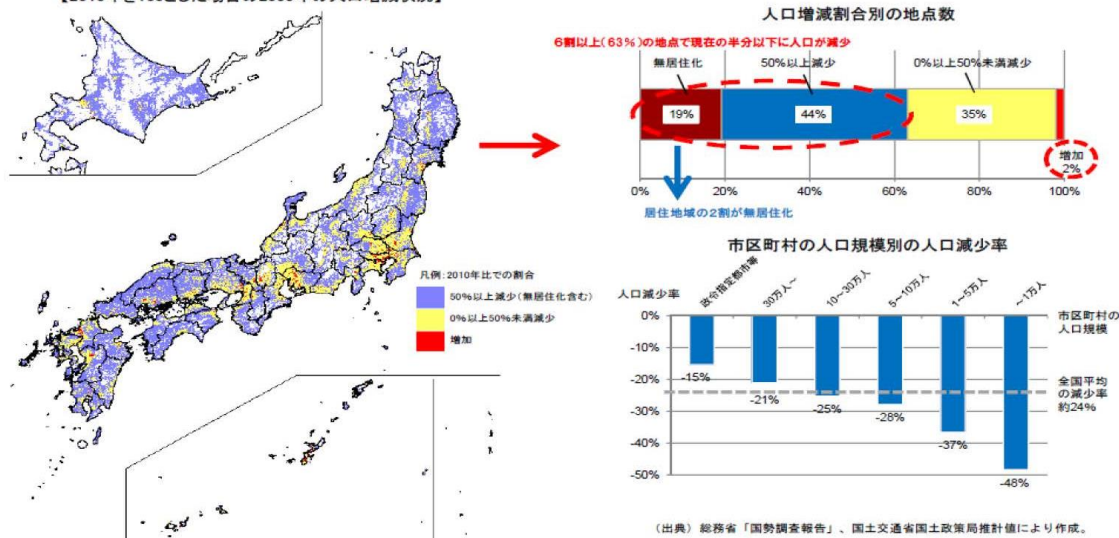 人口増減割合別の地点数
6割以上(63%)の地点で現在の半分以下に人口が減少
無居住化
50%以上減少
0%以上50%未満減少
19%
44%
35%
増加
2%
0%
20%
40%
60%
80%
100%
居住地域の2割が無居住化
凡例:2010年比での割合
50%以上減少(無居住化含む)
0%以上50%未満減少
増加
市区町村の人口規模別の人口減少率
人口減少率
政令指定都市等
30万人~
10~30万人
5~10万人
1~5万人
~1万人
市区町村の
人口規模
0%
-10%
-20%
-30%
-40%
-50%
-15%
-21%
-25%
-28%
-37%
-48%
全国平均
の減少率
約24%
(出典) 総務省「国勢調査報告」、国土交通省国土政策局推計値により作成。